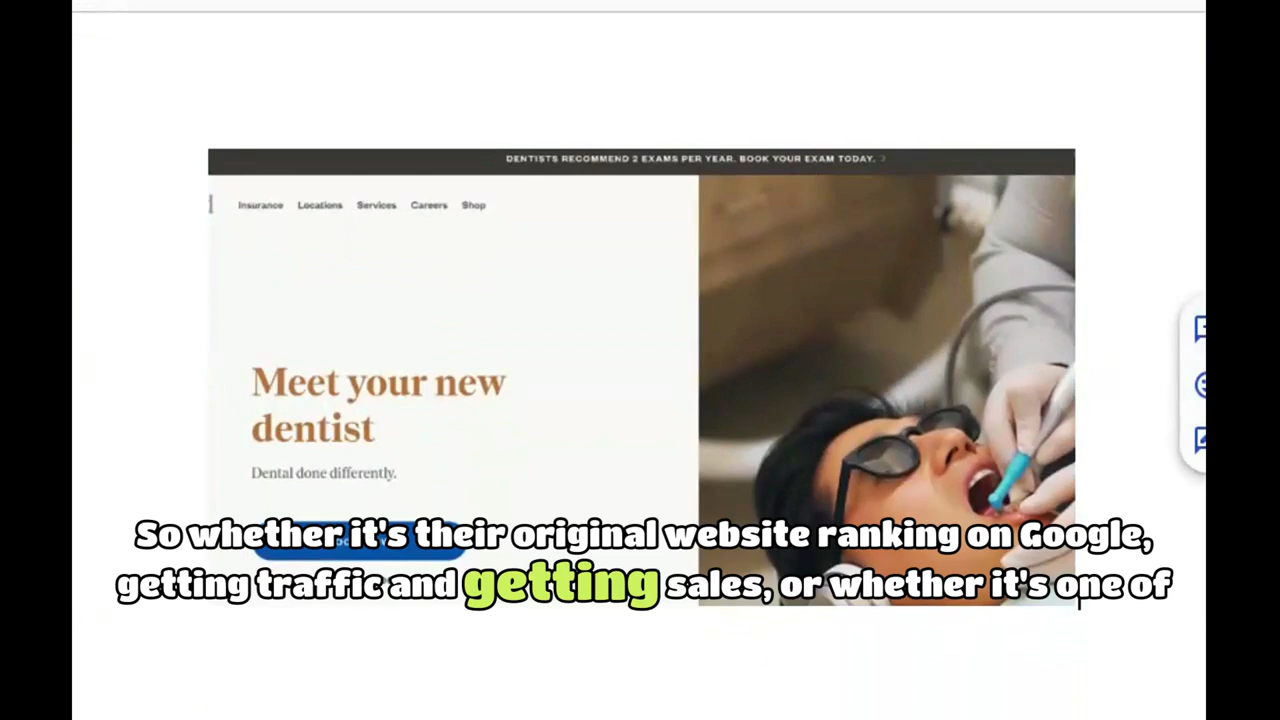 DENTISTS RECOMMEND 2 EXAMS PER YEAR. BOOK YOUR EXAM TODAY.
Insurance Locations Services Careers Shop
Meet your new
dentist
Dental done differently.
So whether it's their original website ranking on Google,
getting traffic and getting sales, or whether it's one of